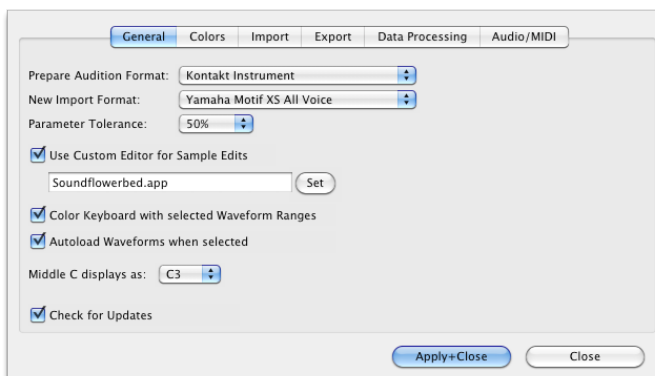 General Colors Import Export Data Processing Audio/MIDI
Prepare Audition Format: Kontakt Instrument
New Import Format: Yamaha Motif XS All Voice
Parameter Tolerance: 50%
Use Custom Editor for Sample Edits
Soundflowerbed.app Set
Color Keyboard with selected Waveform Ranges
Autoload Waveforms when selected
Middle C displays as: C3
Check for Updates
Apply+Close Close